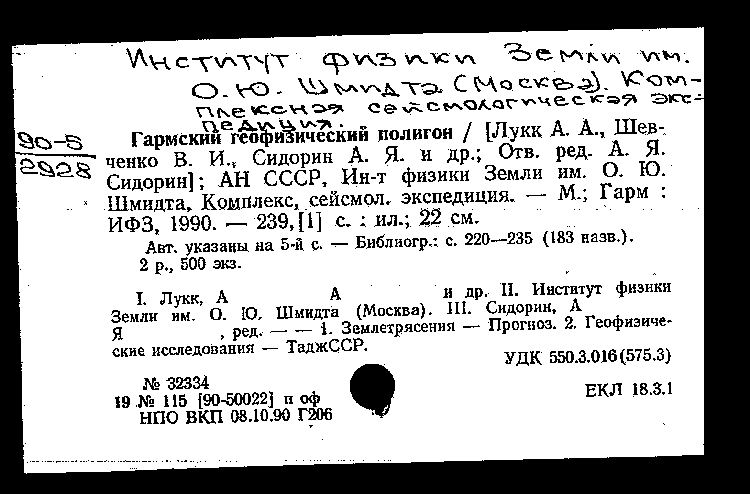 Институт физики Земли им.
О. Ю. Шмидта (Москва). Ком-
плексная сейсмологическая экс-
педиция.
90-5
2928
Гармский геофизический полигон / [Лукк А. А., Шев-
ченко В. И., Сидорин А. Я. и др.; Отв. ред. А. Я.
Сидорин]; АН СССР, Ин-т физики Земли им. О. Ю.
Шмидта, Комплекс, сейсмол. экспедиция. — М.; Гарм :
ИФЗ, 1990. — 239,[1] с. : ил.; 22 см.
Авт. указаны на 5-й с. — Библиогр.: с. 220—235 (183 назв.).
2 р., 500 экз.
I. Лукк, А А и др. II. Институт физики
Земли им. О. Ю. Шмидта (Москва). III. Сидорин, А
Я , ред. — — 1. Землетрясения — Прогноз. 2. Геофизиче-
ские исследования — ТаджССР.
УДК 550.3.016(575.3)
№ 32334
19 № 115 [90-50022] п оф
НПО ВКП 08.10.90 Г206
ЕКЛ 18.3.1